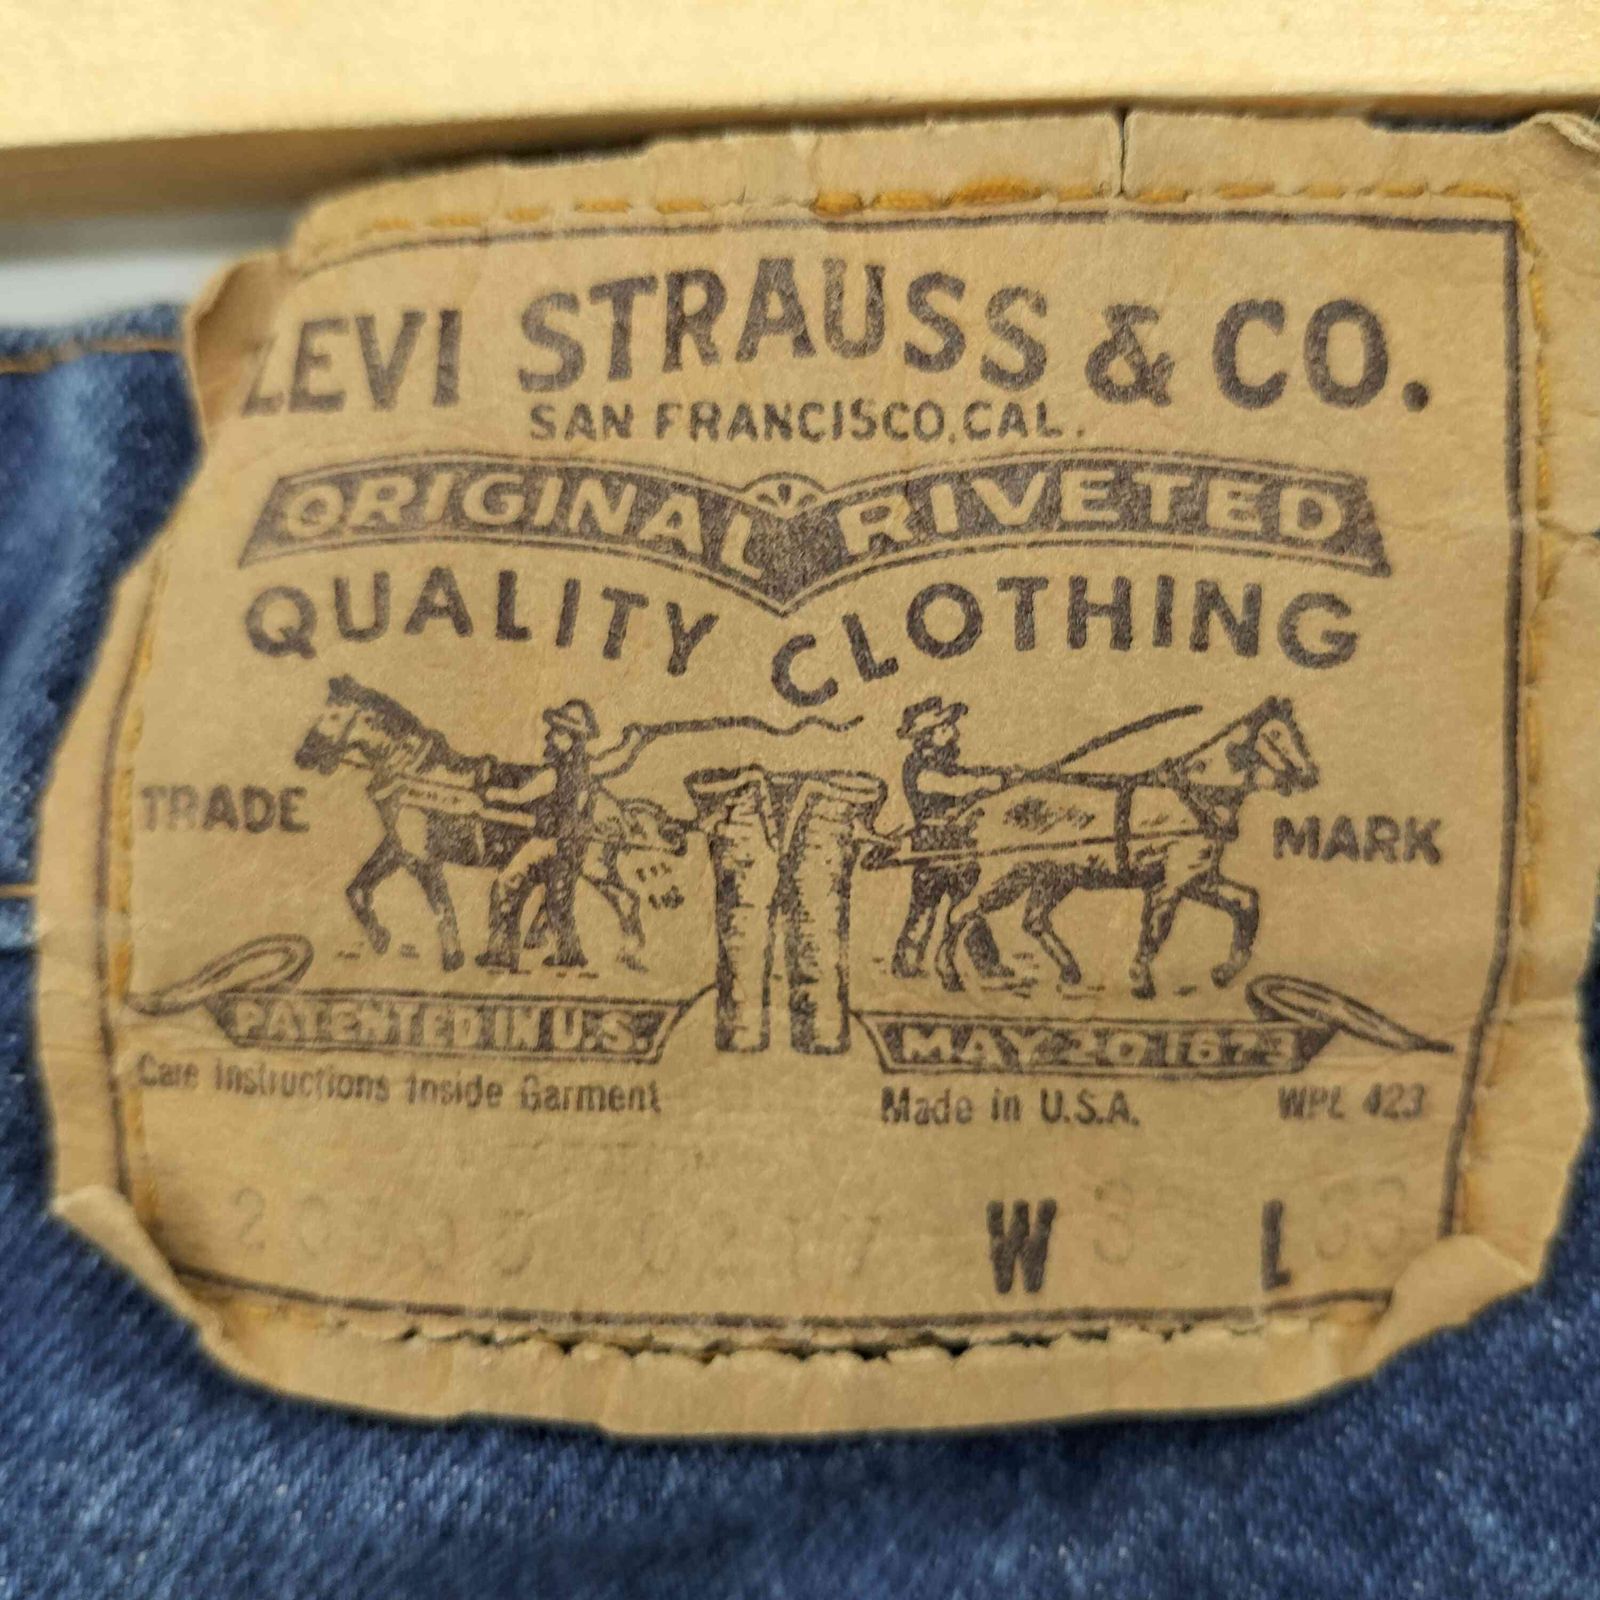 LEVI STRAUSS & CO.
SAN FRANCISCO, CAL.
ORIGINAL RIVETED
QUALITY CLOTHING
TRADE MARK
PATENTED IN U.S. MAY 20 1873
Care Instructions Inside Garment Made in U.S.A. WPL 423
W L